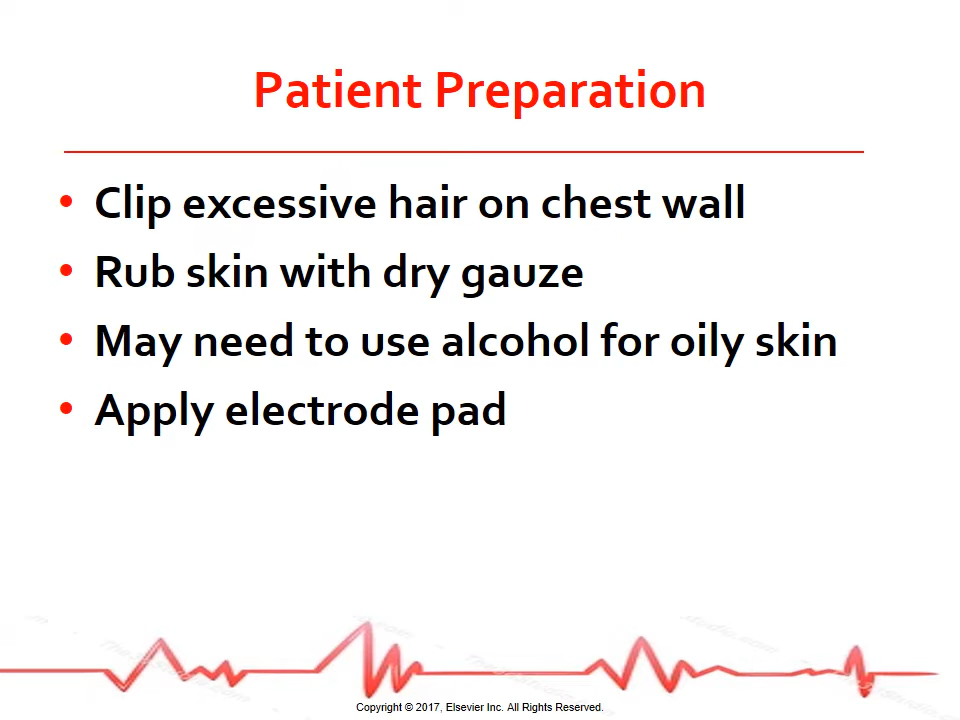 Patient Preparation
• Clip excessive hair on chest wall
• Rub skin with dry gauze
• May need to use alcohol for oily skin
• Apply electrode pad
Copyright © 2017, Elsevier Inc. All Rights Reserved.